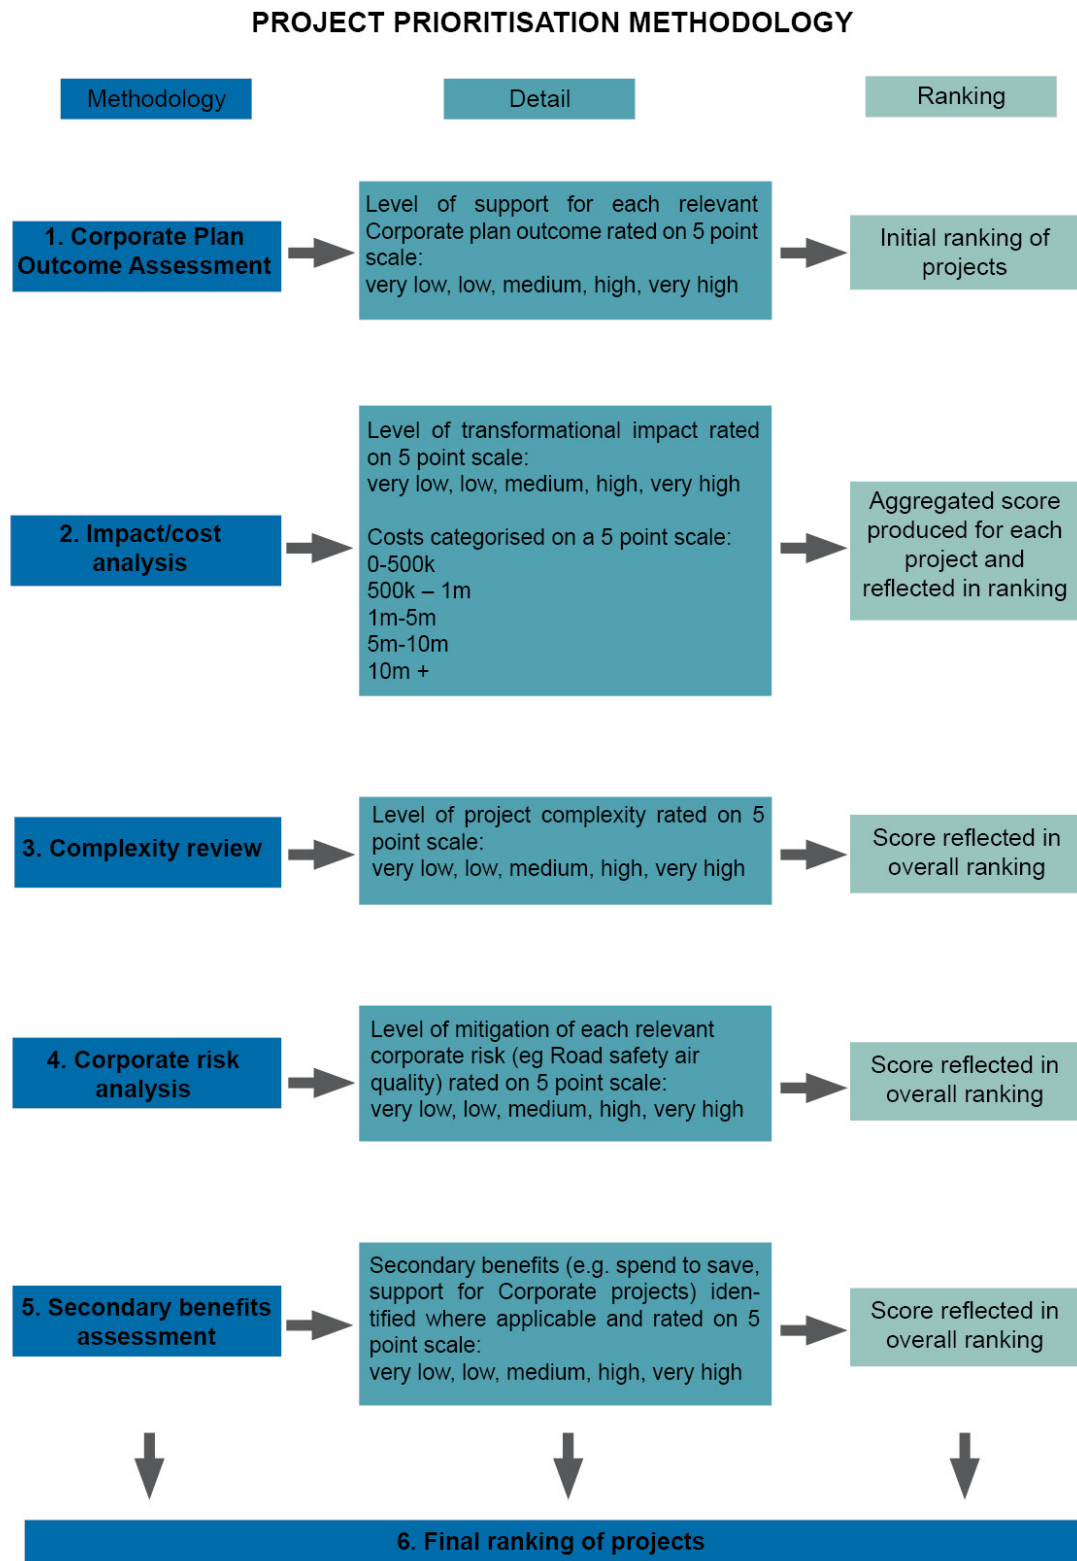 PROJECT PRIORITISATION METHODOLOGY
Methodology
Detail
Ranking
1. Corporate Plan
Outcome Assessment
Level of support for each relevant
Corporate plan outcome rated on 5 point
scale:
very low, low, medium, high, very high
Initial ranking of
projects
2. Impact/cost
analysis
Level of transformational impact rated
on 5 point scale:
very low, low, medium, high, very high
Costs categorised on a 5 point scale:
0-500k
500k – 1m
1m-5m
5m-10m
10m +
Aggregated score
produced for each
project and
reflected in ranking
3. Complexity review
Level of project complexity rated on 5
point scale:
very low, low, medium, high, very high
Score reflected in
overall ranking
4. Corporate risk
analysis
Level of mitigation of each relevant
corporate risk (eg Road safety air
quality) rated on 5 point scale:
very low, low, medium, high, very high
Score reflected in
overall ranking
5. Secondary benefits
assessment
Secondary benefits (e.g. spend to save,
support for Corporate projects) iden-
tified where applicable and rated on 5
point scale:
very low, low, medium, high, very high
Score reflected in
overall ranking
6. Final ranking of projects